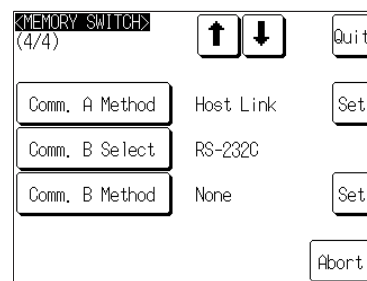 <MEMORY SWITCH>
(4/4)
Quit
Comm. A Method Host Link Set
Comm. B Select RS-232C
Comm. B Method None Set
Abort